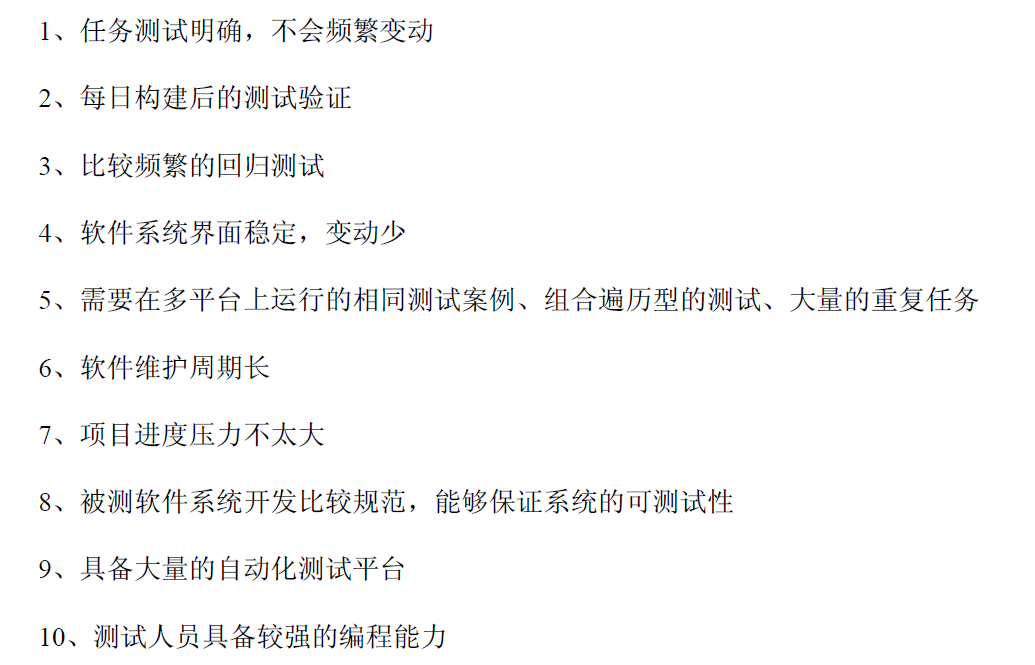 1、任务测试明确，不会频繁变动
2、每日构建后的测试验证
3、比较频繁的回归测试
4、软件系统界面稳定，变动少
5、需要在多平台上运行的相同测试案例、组合遍历型的测试、大量的重复任务
6、软件维护周期长
7、项目进度压力不太大
8、被测软件系统开发比较规范，能够保证系统的可测试性
9、具备大量的自动化测试平台
10、测试人员具备较强的编程能力